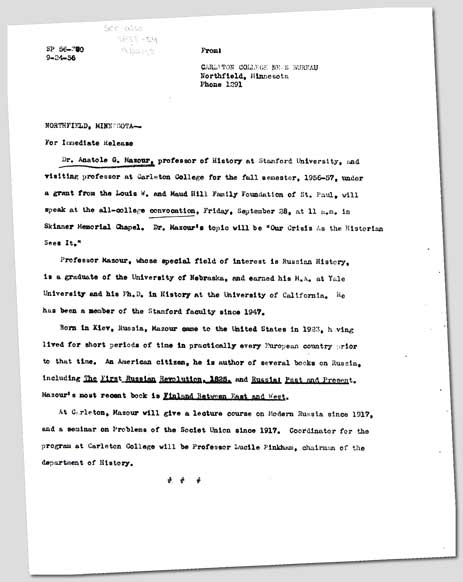 See also
SP 56-
9-24-56
From:
CARLETON COLLEGE NEWS BUREAU
Northfield, Minnesota
Phone 1291
NORTHFIELD, MINNESOTA--
For Immediate Release
Dr. Anatole G. Mazour, professor of History at Stanford University, and
visiting professor at Carleton College for the fall semester, 1956-57, under
a grant from the Louis W. and Maud Hill Family Foundation of St. Paul, will
speak at the all-college convocation, Friday, September 28, at 11 a.m. in
Skinner Memorial Chapel. Dr. Mazour's topic will be "Our Crisis As the Historian
Sees It."
Professor Mazour, whose special field of interest is Russian History,
is a graduate of the University of Nebraska, and earned his M.A. at Yale
University and his Ph.D. in History at the University of California. He
has been a member of the Stanford faculty since 1947.
Born in Kiev, Russia, Mazour came to the United States in 1923, having
lived for short periods of time in practically every European country prior
to that time. An American citizen, he is author of several books on Russia,
including The First Russian Revolution, 1825, and Russia: Past and Present.
Mazour's most recent book is Finland Between East and West.
At Carleton, Mazour will give a lecture course on Modern Russia since 1917,
and a seminar on Problems of the Soviet Union since 1917. Coordinator for the
program at Carleton College will be Professor Lucile Pinkham, chairman of the
department of History.
# # #